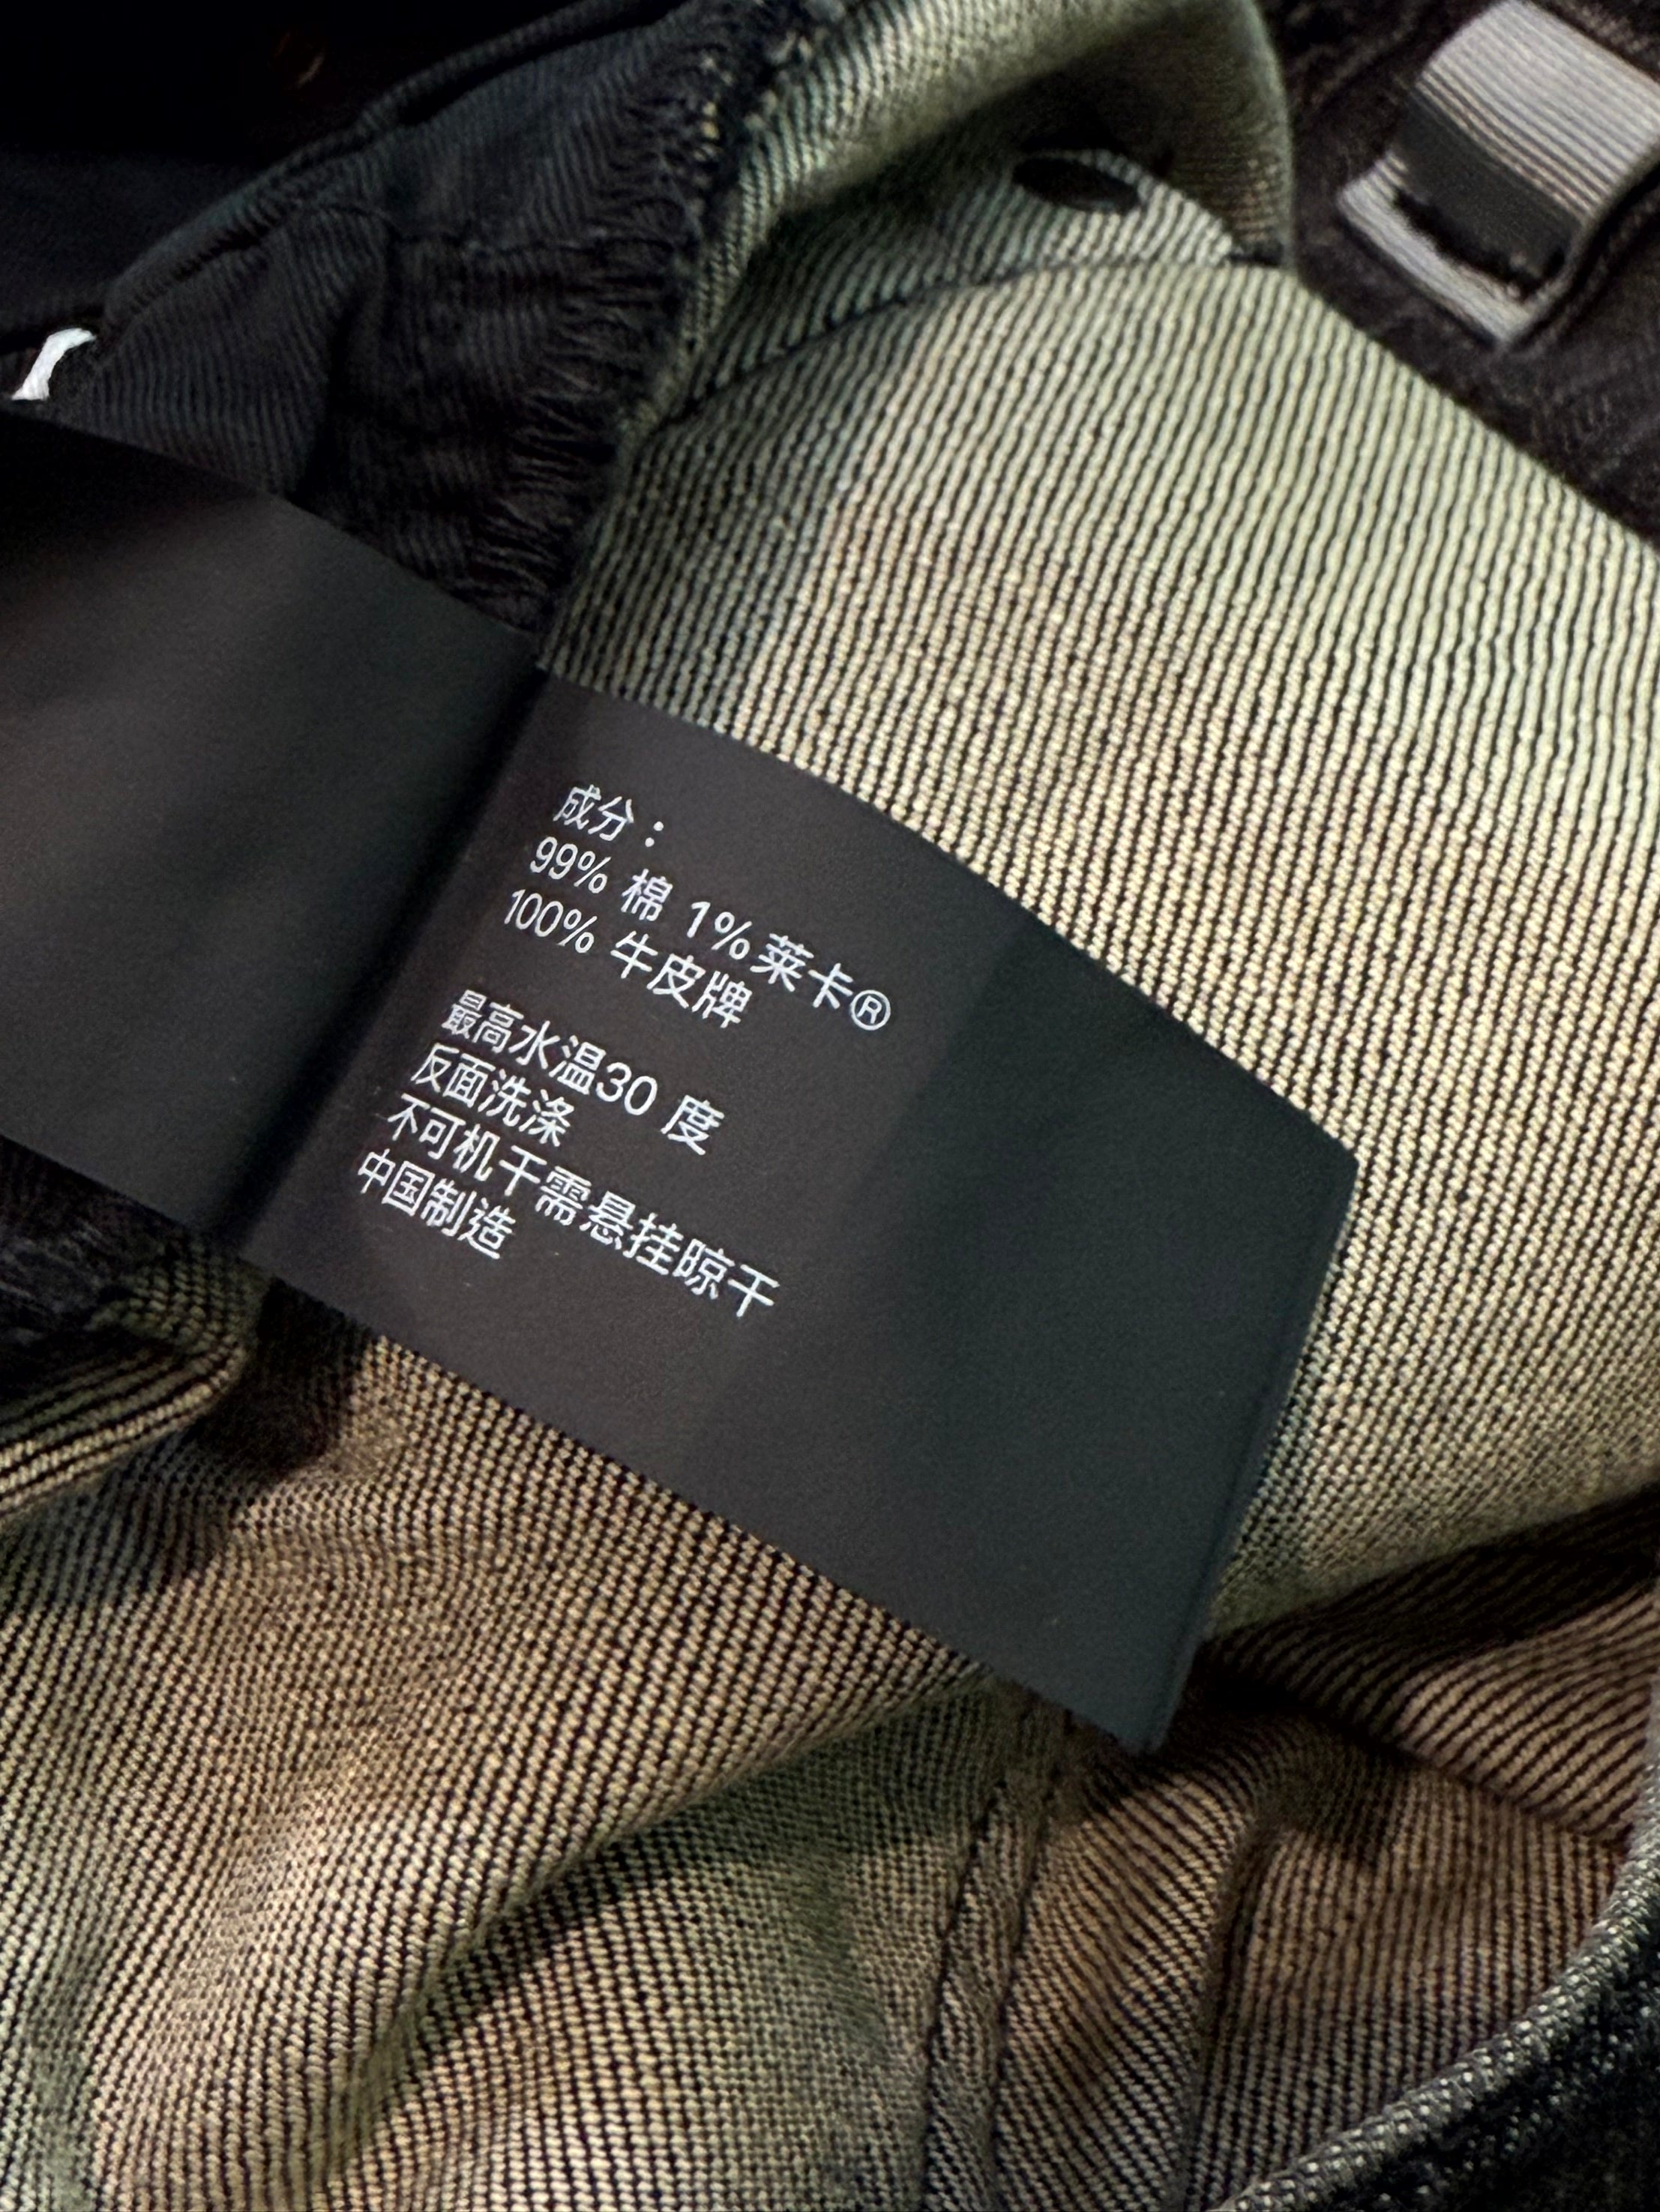 成分：
99% 棉 1% 莱卡®
100% 牛皮牌
最高水温30 度
反面洗涤
不可机干需悬挂晾干
中国制造